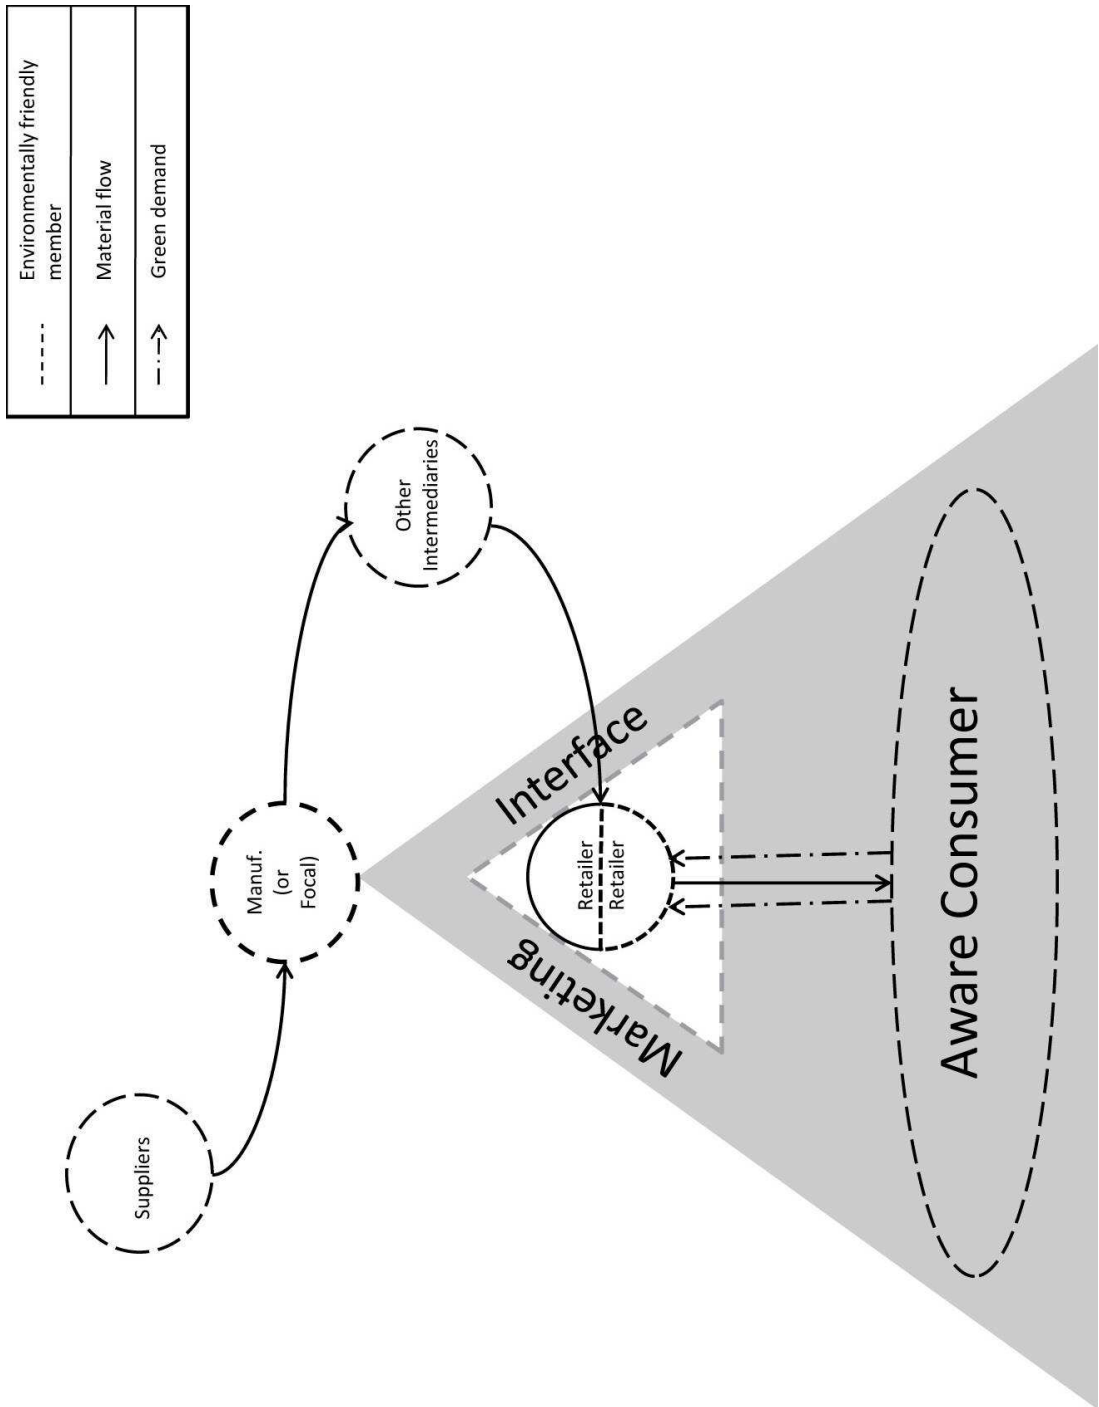 Environmentally friendly
member
Material flow
Green demand
Suppliers
Manuf.
(or
Focal)
Other
Intermediaries
Marketing
Interface
Retailer
Retailer
Aware Consumer